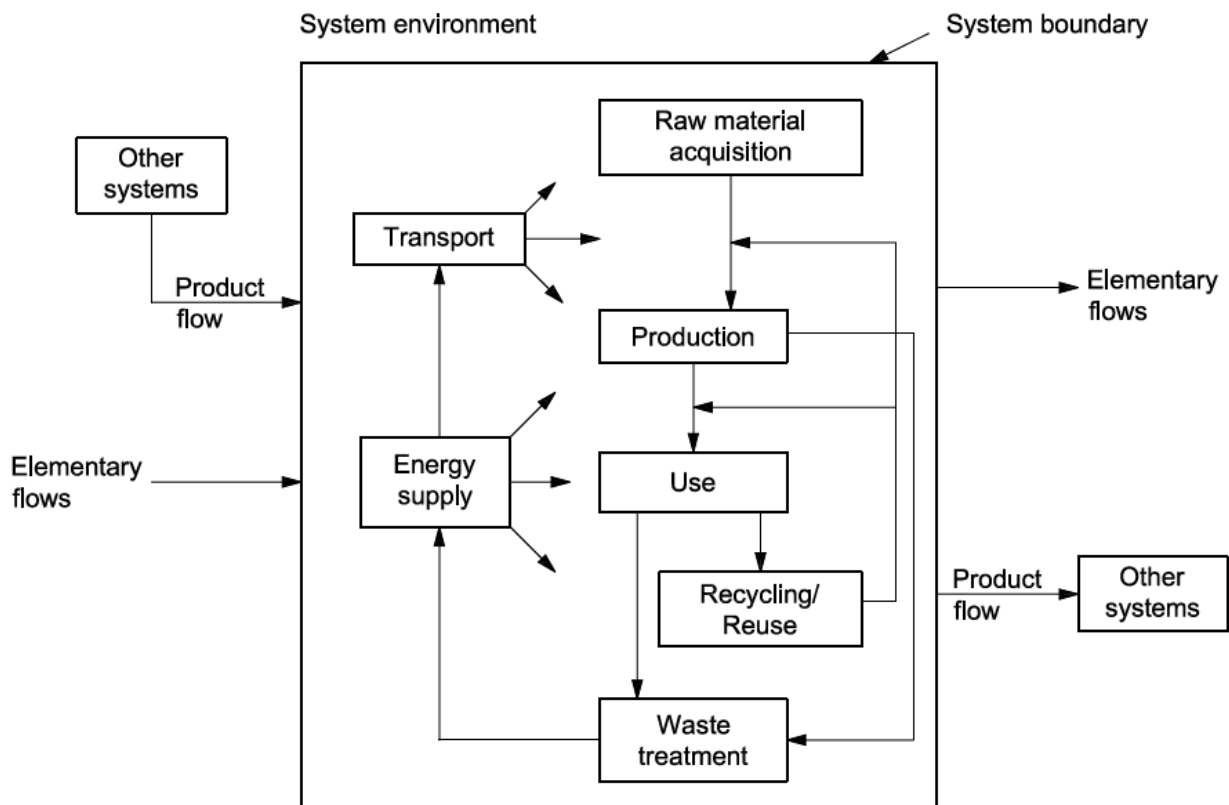 System environment
System boundary
Raw material
acquisition
Other
systems
Transport
Product
flow
Elementary
flows
Production
Elementary
flows
Energy
supply
Use
Recycling/
Reuse
Product
flow
Other
systems
Waste
treatment